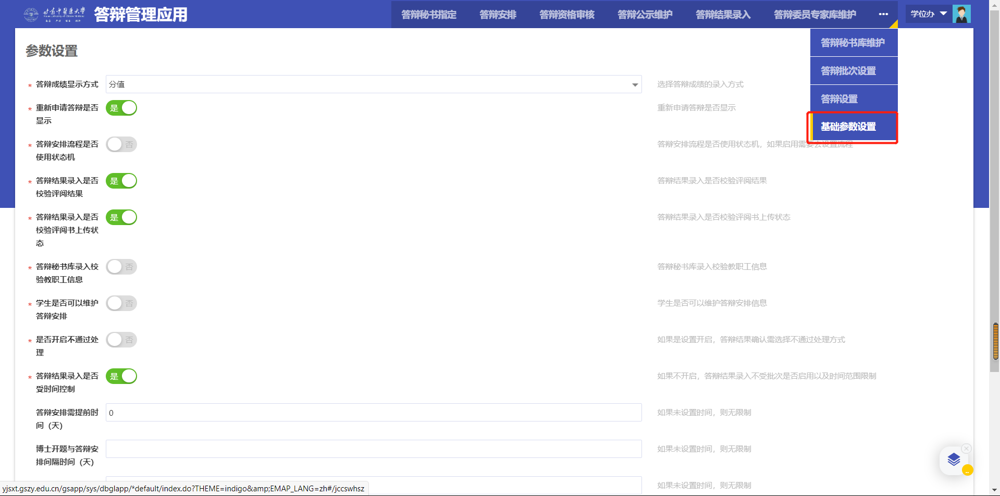 甘肃中医药大学
答辩管理应用
答辩秘书指定
答辩安排
答辩资格审核
答辩公示维护
答辩结果录入
答辩委员专家库维护
•••
学位办
答辩秘书库维护
答辩批次设置
答辩设置
基础参数设置
参数设置
* 答辩成绩显示方式
分值
选择答辩成绩的录入方式
* 重新申请答辩是否
显示
是
重新申请答辩是否显示
* 答辩安排流程是否
使用状态机
否
答辩安排流程是否使用状态机，如果启用需要去设置流程
* 答辩结果录入是否
校验评阅结果
是
答辩结果录入是否校验评阅结果
* 答辩结果录入是否
校验评阅书上传状
态
是
答辩结果录入是否校验评阅书上传状态
* 答辩秘书库录入校
验教职工信息
否
答辩秘书库录入校验教职工信息
* 学生是否可以维护
答辩安排
否
学生是否可以维护答辩安排信息
* 是否开启不通过处
理
否
如果是设置开启，答辩结果确认需选择不通过处理方式
* 答辩结果录入是否
受时间控制
是
如果不开启，答辩结果录入不受批次是否启用以及时间范围限制
答辩安排需提前时
间（天）
0
如果未设置时间，则无限制
博士开题与答辩安
排间隔时间（天）
如果未设置时间，则无限制
如果未设置时间，则无限制
yjsxt.gszy.edu.cn/gsapp/sys/dbglapp/*default/index.do?THEME=indigo&amp;EMAP_LANG=zh#/jccswhsz